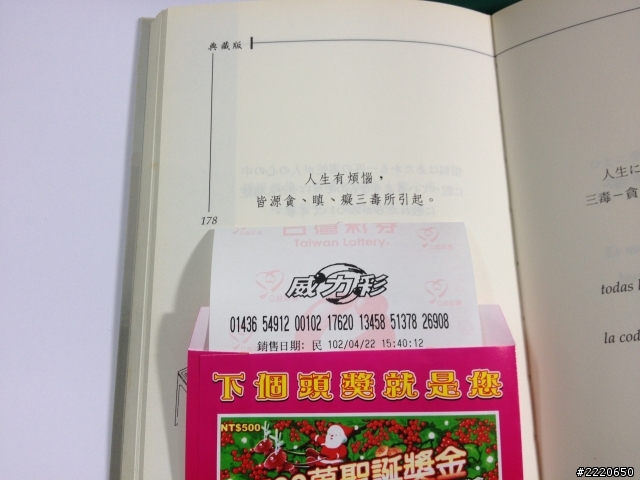 典藏版
人生有煩惱，
皆源貪、瞋、癡三毒所引起。
178
人生に
三毒－貪
todas l
la cod
台灣彩券
Taiwan Lottery
威力彩
01436 54912 00102 17620 13458 51378 26908
銷售日期: 民 102/04/22 15:40:12
下個頭獎就是您
NT$500
萬聖誕獎金
#2220650